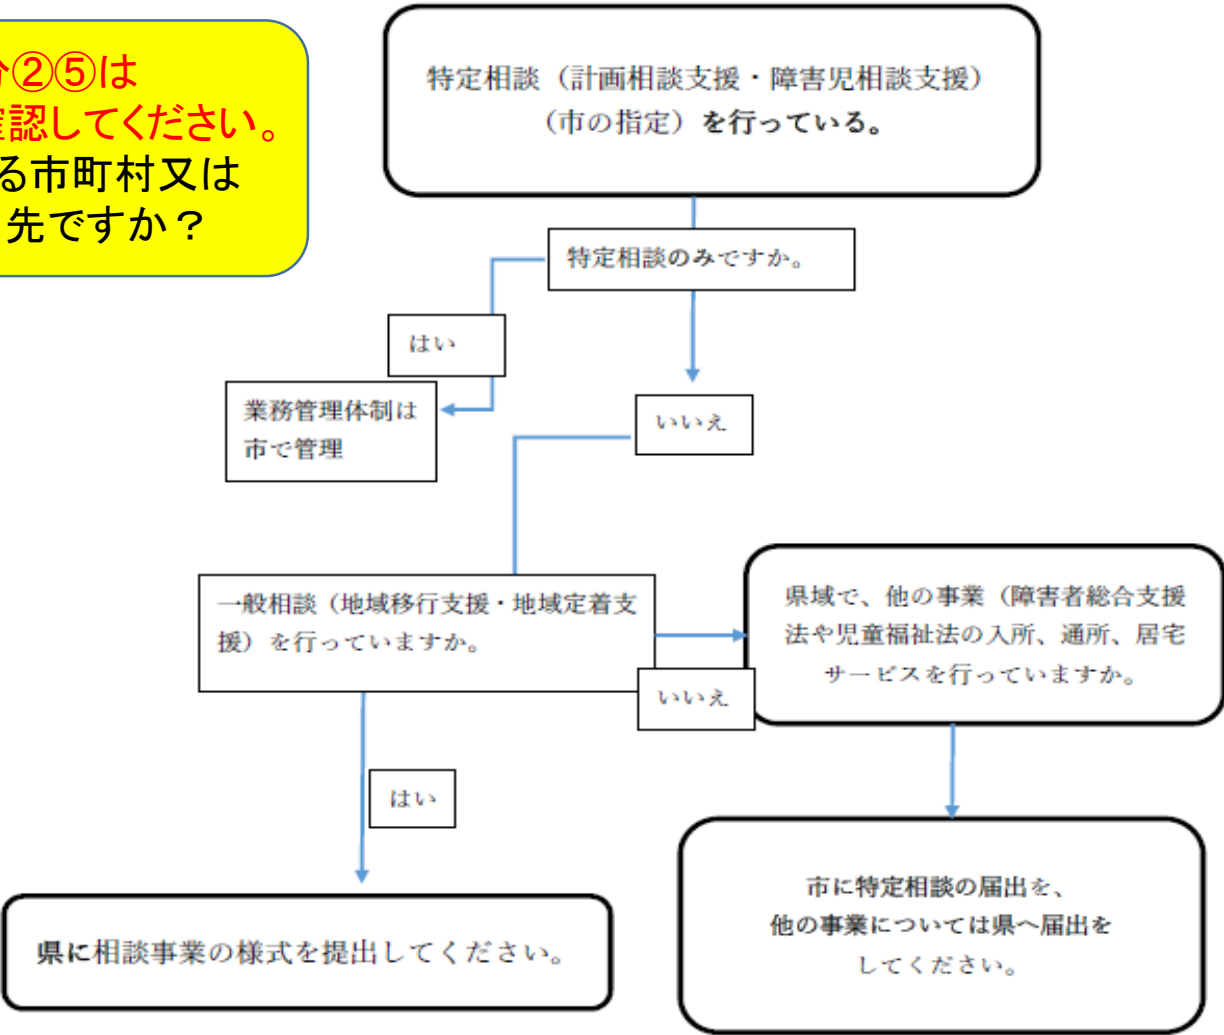 ②⑤は
認してください。
る市町村又は
先ですか？
特定相談（計画相談支援・障害児相談支援）
（市の指定）を行っている。
特定相談のみですか。
はい
業務管理体制は
市で管理
いいえ
一般相談（地域移行支援・地域定着支
援）を行っていますか。
いいえ
県域で、他の事業（障害者総合支援
法や児童福祉法の入所、通所、居宅
サービスを行っていますか。
はい
県に相談事業の様式を提出してください。
市に特定相談の届出を、
他の事業については県へ届出を
してください。